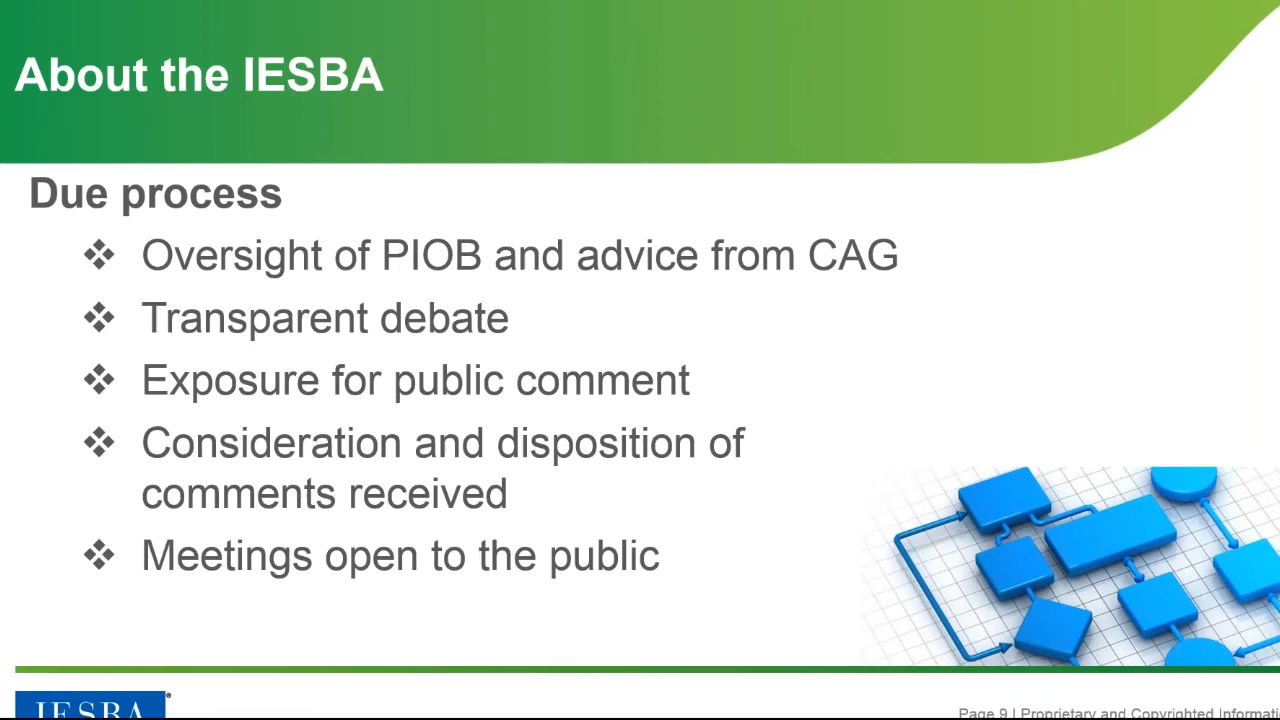 About the IESBA
Due process
❖ Oversight of PIOB and advice from CAG
❖ Transparent debate
❖ Exposure for public comment
❖ Consideration and disposition of
comments received
❖ Meetings open to the public
IESBA®
Page 9 | Proprietary and Copyrighted